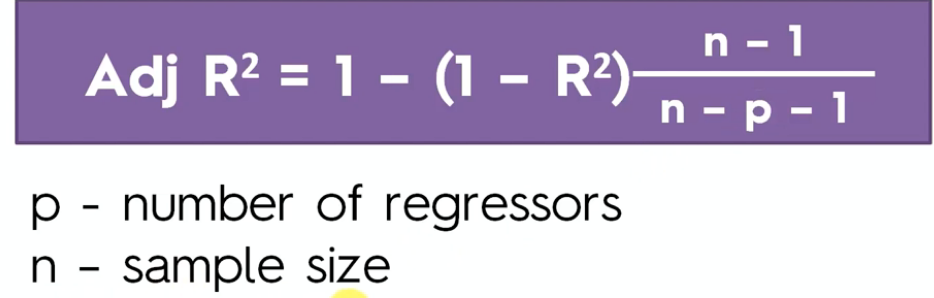 Adj R² = 1 – (1 – R²) n – 1 / n – p – 1
p - number of regressors
n – sample size